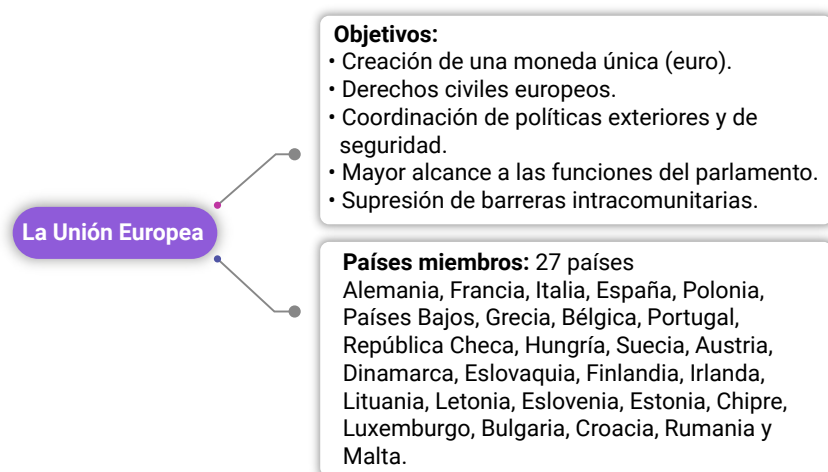 La Unión Europea
Objetivos:
• Creación de una moneda única (euro).
• Derechos civiles europeos.
• Coordinación de políticas exteriores y de
seguridad.
• Mayor alcance a las funciones del parlamento.
• Supresión de barreras intracomunitarias.
Países miembros: 27 países
Alemania, Francia, Italia, España, Polonia,
Países Bajos, Grecia, Bélgica, Portugal,
República Checa, Hungría, Suecia, Austria,
Dinamarca, Eslovaquia, Finlandia, Irlanda,
Lituania, Letonia, Eslovenia, Estonia, Chipre,
Luxemburgo, Bulgaria, Croacia, Rumania y
Malta.